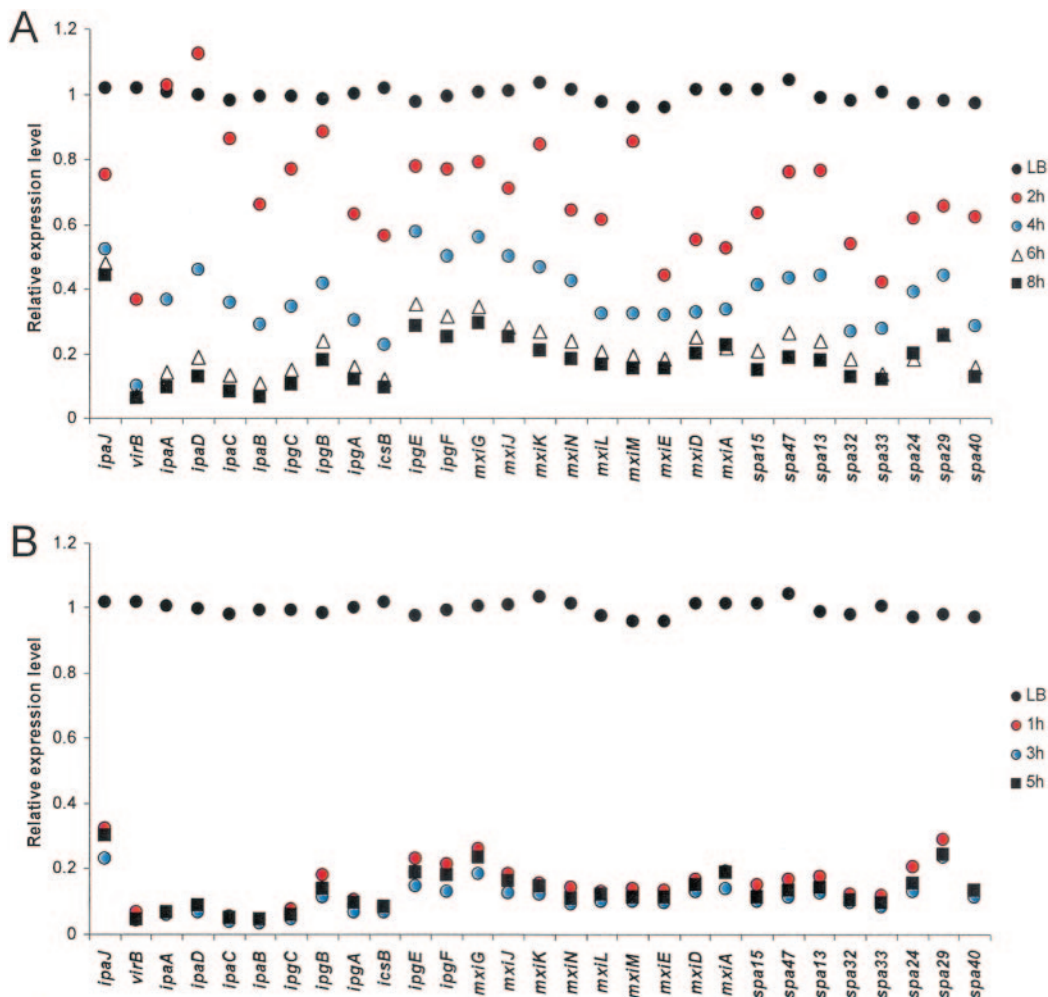 A
1.2
1
0.8
0.6
0.4
0.2
0
Relative expression level
LB
2h
4h
6h
8h
ipaJ
virB
ipaA
ipaD
ipaC
ipaB
ipgC
ipgB
ipgA
icsB
ipgE
ipgF
mxiG
mxiJ
mxiK
mxiN
mxiL
mxiM
mxiE
mxiD
mxiA
spa15
spa47
spa13
spa32
spa33
spa24
spa29
spa40
B
1.2
1
0.8
0.6
0.4
0.2
0
Relative expression level
LB
1h
3h
5h
ipaJ
virB
ipaA
ipaD
ipaC
ipaB
ipgC
ipgB
ipgA
icsB
ipgE
ipgF
mxiG
mxiJ
mxiK
mxiN
mxiL
mxiM
mxiE
mxiD
mxiA
spa15
spa47
spa13
spa32
spa33
spa24
spa29
spa40